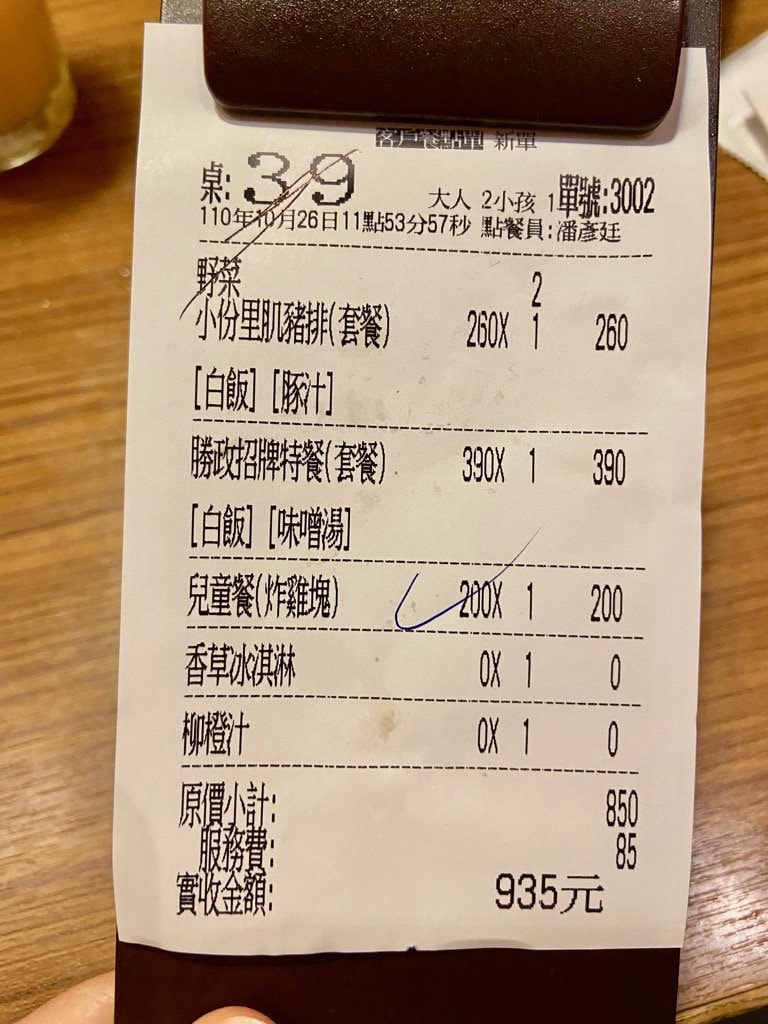 客戶點單 新單
桌: 39 大人 2小孩 1單號:3002
110年10月26日11點53分57秒 點餐員:潘彥廷
野菜 2
小份里肌豬排(套餐) 260X 1 260
[白飯] [豚汁]
勝政招牌特餐(套餐) 390X 1 390
[白飯] [味噌湯]
兒童餐(炸雞塊) 200X 1 200
香草冰淇淋 0X 1 0
柳橙汁 0X 1 0
原價小計: 850
服務費: 85
實收金額: 935元